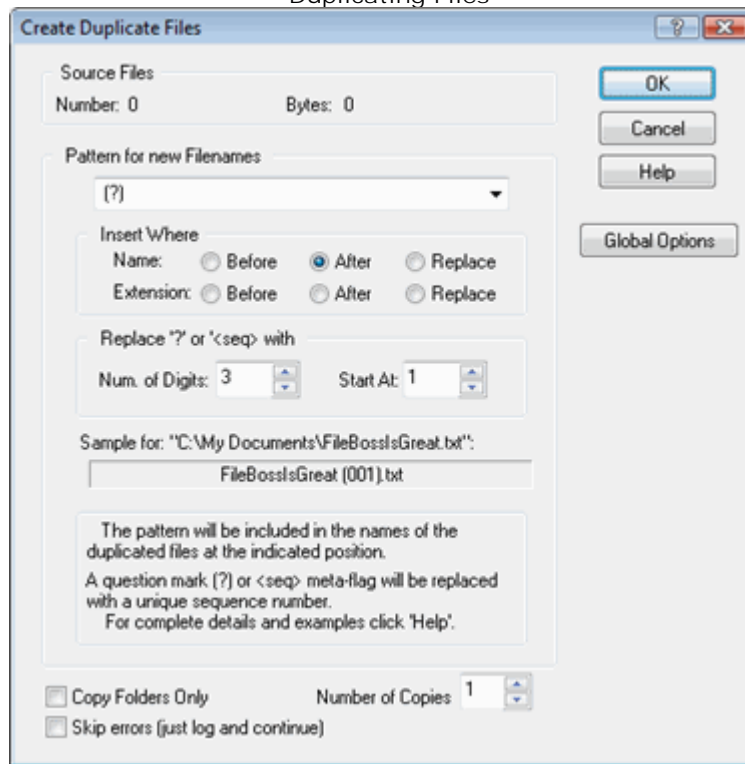 Duplicating Files
Create Duplicate Files
Source Files
Number: 0 Bytes: 0
OK
Cancel
Help
Global Options
Pattern for new Filenames
(?)
Insert Where
Name: Before After Replace
Extension: Before After Replace
Replace '?' or '<seq> with
Num. of Digits: 3 Start At: 1
Sample for: "C:\My Documents\FileBossIsGreat.txt":
FileBossIsGreat (001).txt
The pattern will be included in the names of the
duplicated files at the indicated position.
A question mark (?) or <seq> meta-flag will be replaced
with a unique sequence number.
For complete details and examples click 'Help'.
Copy Folders Only Number of Copies 1
Skip errors (just log and continue)